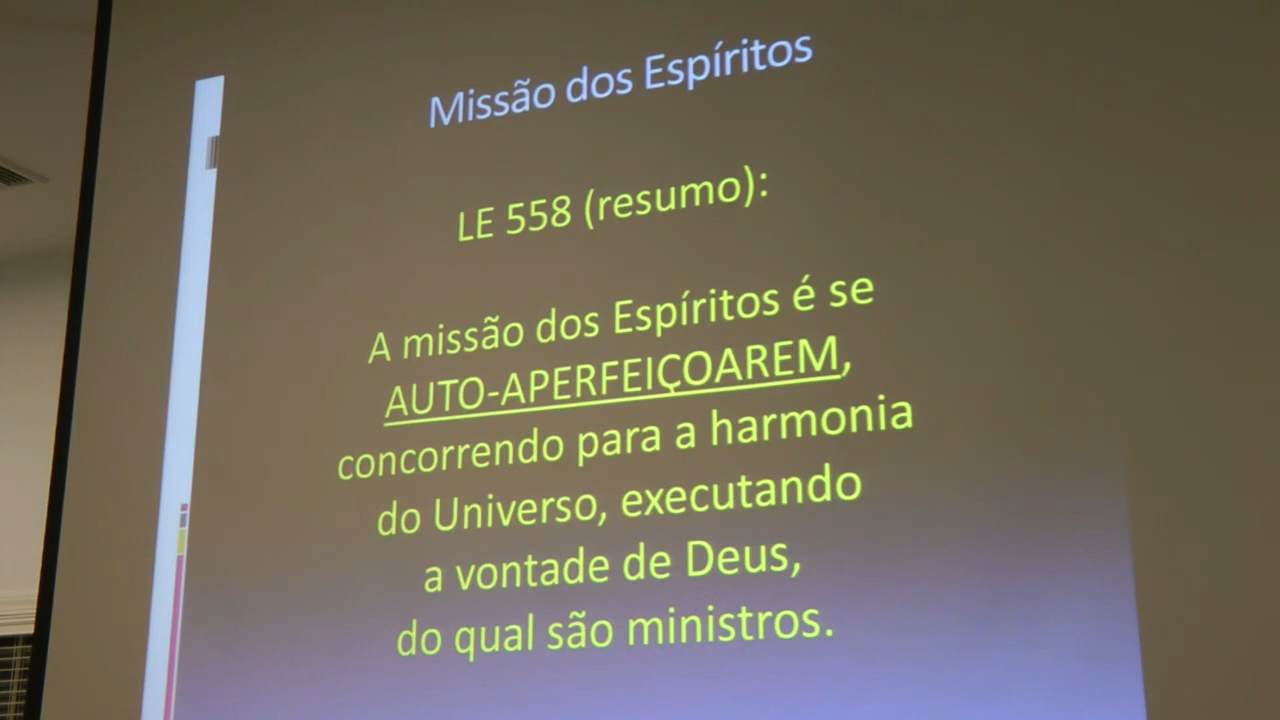 Missão dos Espíritos
LE 558 (resumo):
A missão dos Espíritos é se
AUTO-APERFEIÇOAREM,
concorrendo para a harmonia
do Universo, executando
a vontade de Deus,
do qual são ministros.